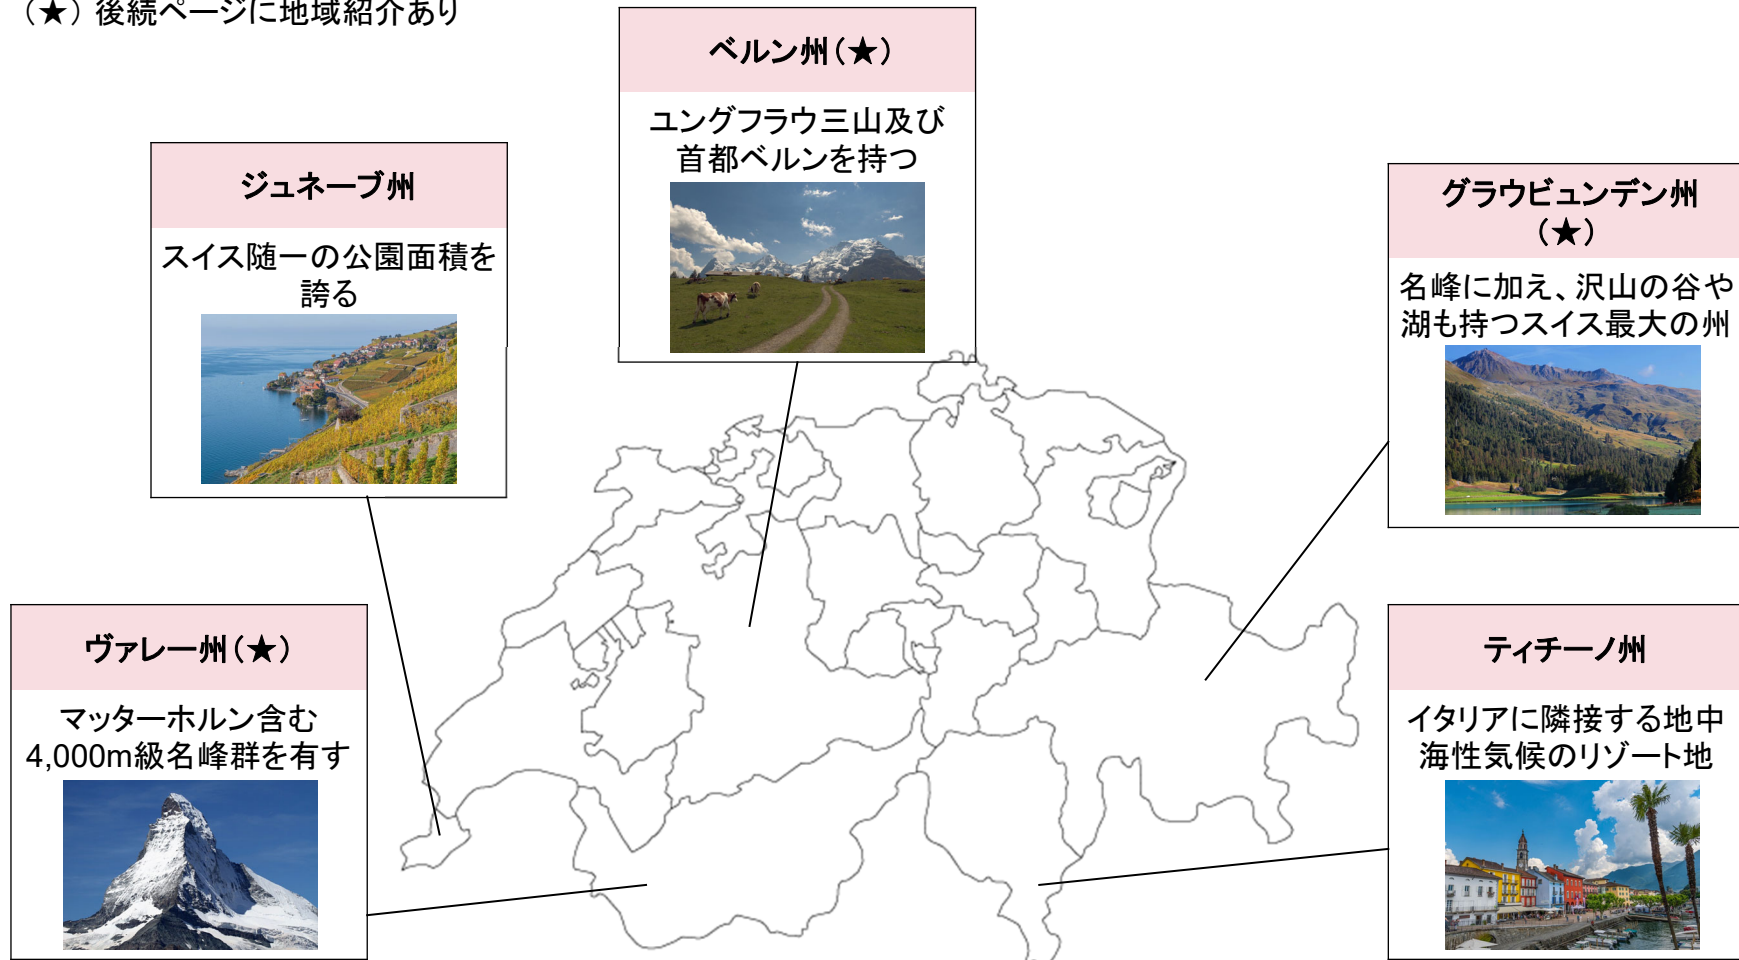 （★）後続ページに地域紹介あり
ベルン州（★）
ユングフラウ三山及び
首都ベルンを持つ
ジュネーブ州
スイス随一の公園面積を
誇る
グラウビュンデン州
（★）
名峰に加え、沢山の谷や
湖も持つスイス最大の州
ヴァレー州（★）
マッターホルン含む
4,000m級名峰群を有す
ティチーノ州
イタリアに隣接する地中
海性気候のリゾート地